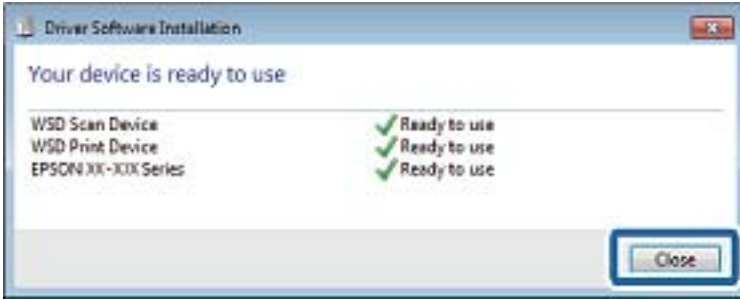 Driver Software Installation
Your device is ready to use
WSD Scan Device Ready to use
WSD Print Device Ready to use
EPSON XX-XXX Series Ready to use
Close